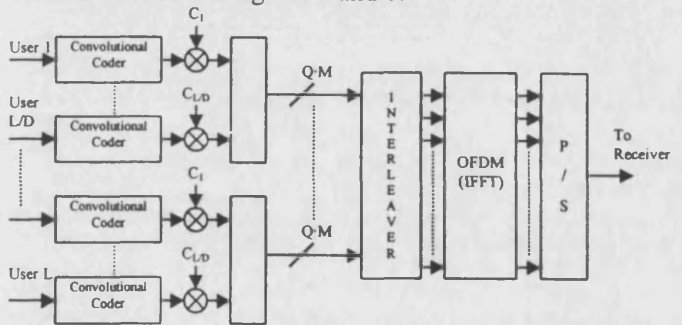 C1
User 1
Convolutional
Coder
User
L/D
CL/D
Convolutional
Coder
Q·M
C1
Convolutional
Coder
Q·M
User L
CL/D
Convolutional
Coder
INTERLEAVER
OFDM
(IFFT)
P
/
S
To
Receiver